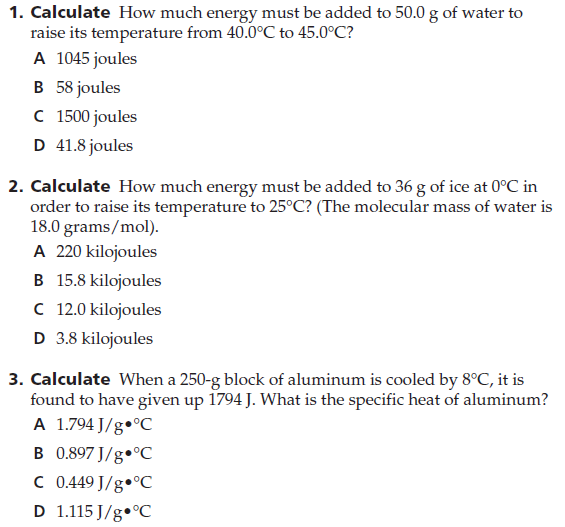 1. Calculate How much energy must be added to 50.0 g of water to
raise its temperature from 40.0°C to 45.0°C?
A 1045 joules
B 58 joules
C 1500 joules
D 41.8 joules
2. Calculate How much energy must be added to 36 g of ice at 0°C in
order to raise its temperature to 25°C? (The molecular mass of water is
18.0 grams/mol).
A 220 kilojoules
B 15.8 kilojoules
C 12.0 kilojoules
D 3.8 kilojoules
3. Calculate When a 250-g block of aluminum is cooled by 8°C, it is
found to have given up 1794 J. What is the specific heat of aluminum?
A 1.794 J/g•°C
B 0.897 J/g•°C
C 0.449 J/g•°C
D 1.115 J/g•°C